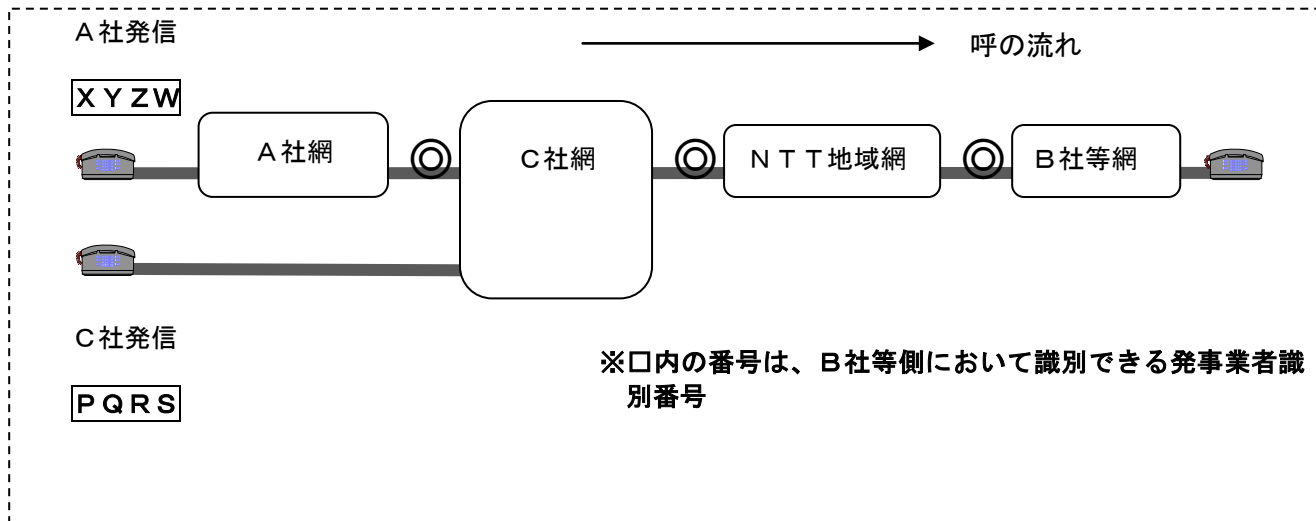 A社発信
呼の流れ
XYZW
A社網
C社網
NTT地域網
B社等網
C社発信
※口内の番号は、B社等側において識別できる発事業者識
別番号
PQRS